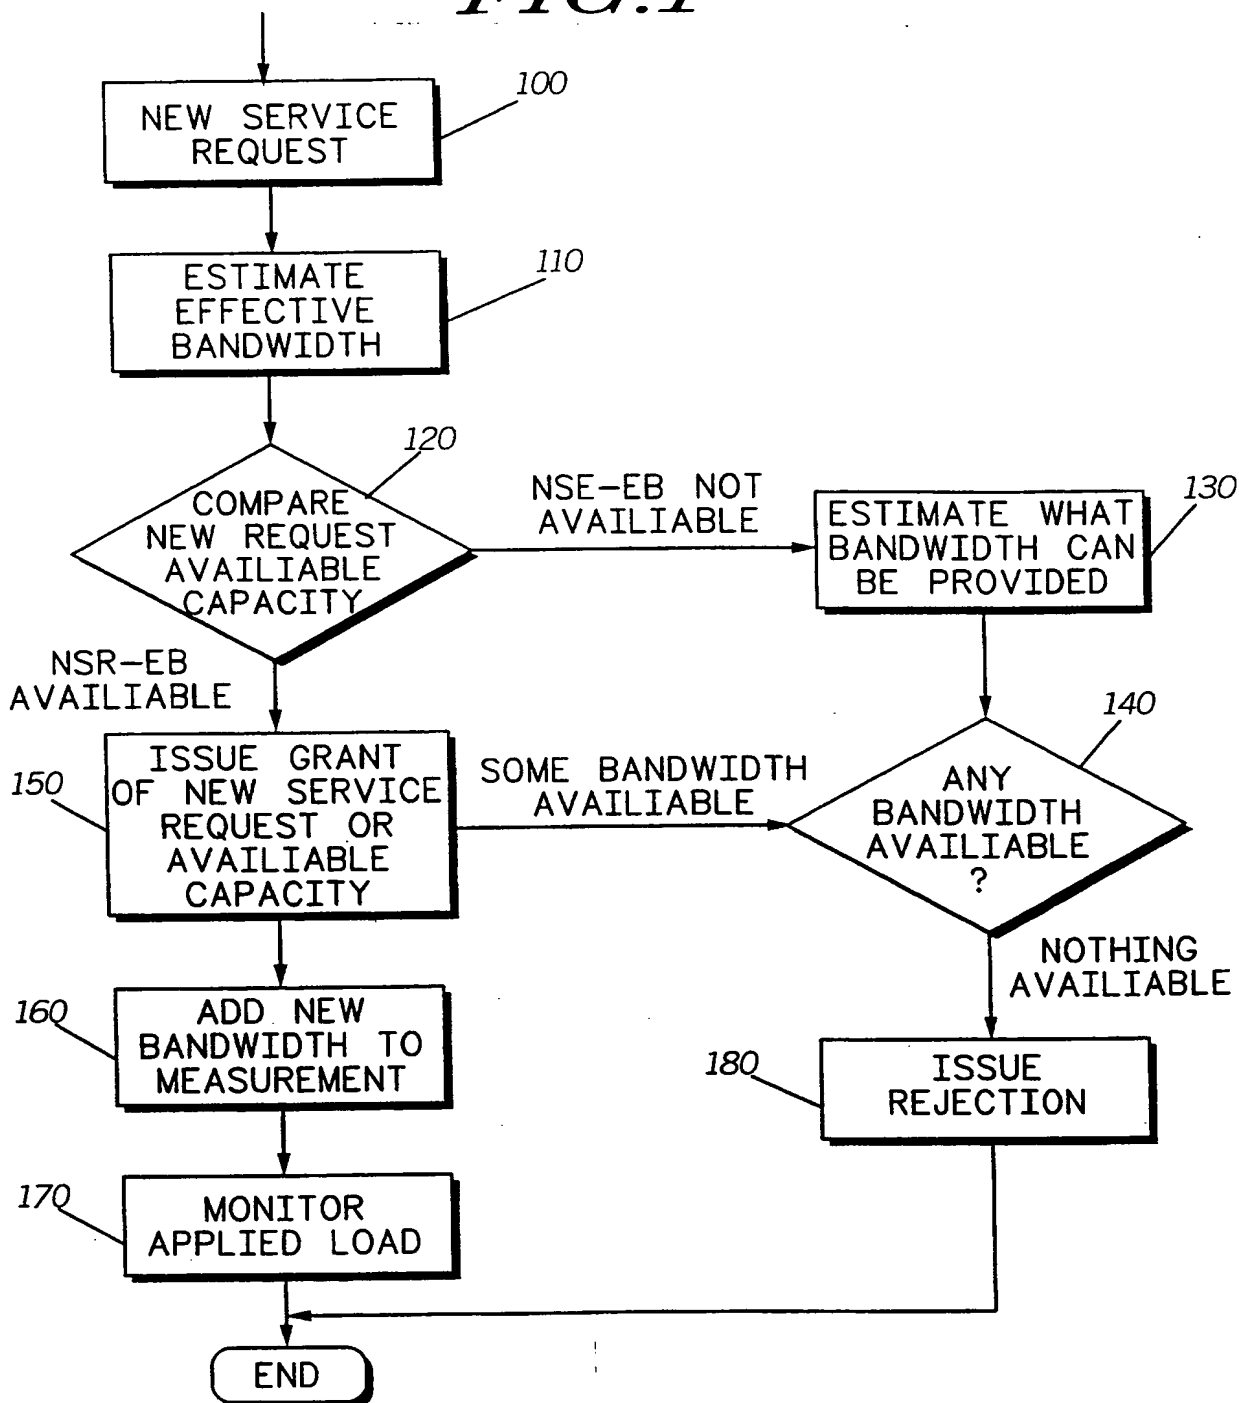 FIG.1
100
NEW SERVICE
REQUEST
110
ESTIMATE
EFFECTIVE
BANDWIDTH
120
COMPARE
NEW REQUEST
AVAILIABLE
CAPACITY
NSE-EB NOT
AVAILIABLE
130
ESTIMATE WHAT
BANDWIDTH CAN
BE PROVIDED
NSR-EB
AVAILIABLE
140
ANY
BANDWIDTH
AVAILIABLE
?
150
ISSUE GRANT
OF NEW SERVICE
REQUEST OR
AVAILIABLE
CAPACITY
SOME BANDWIDTH
AVAILIABLE
NOTHING
AVAILIABLE
160
ADD NEW
BANDWIDTH TO
MEASUREMENT
180
ISSUE
REJECTION
170
MONITOR
APPLIED LOAD
END